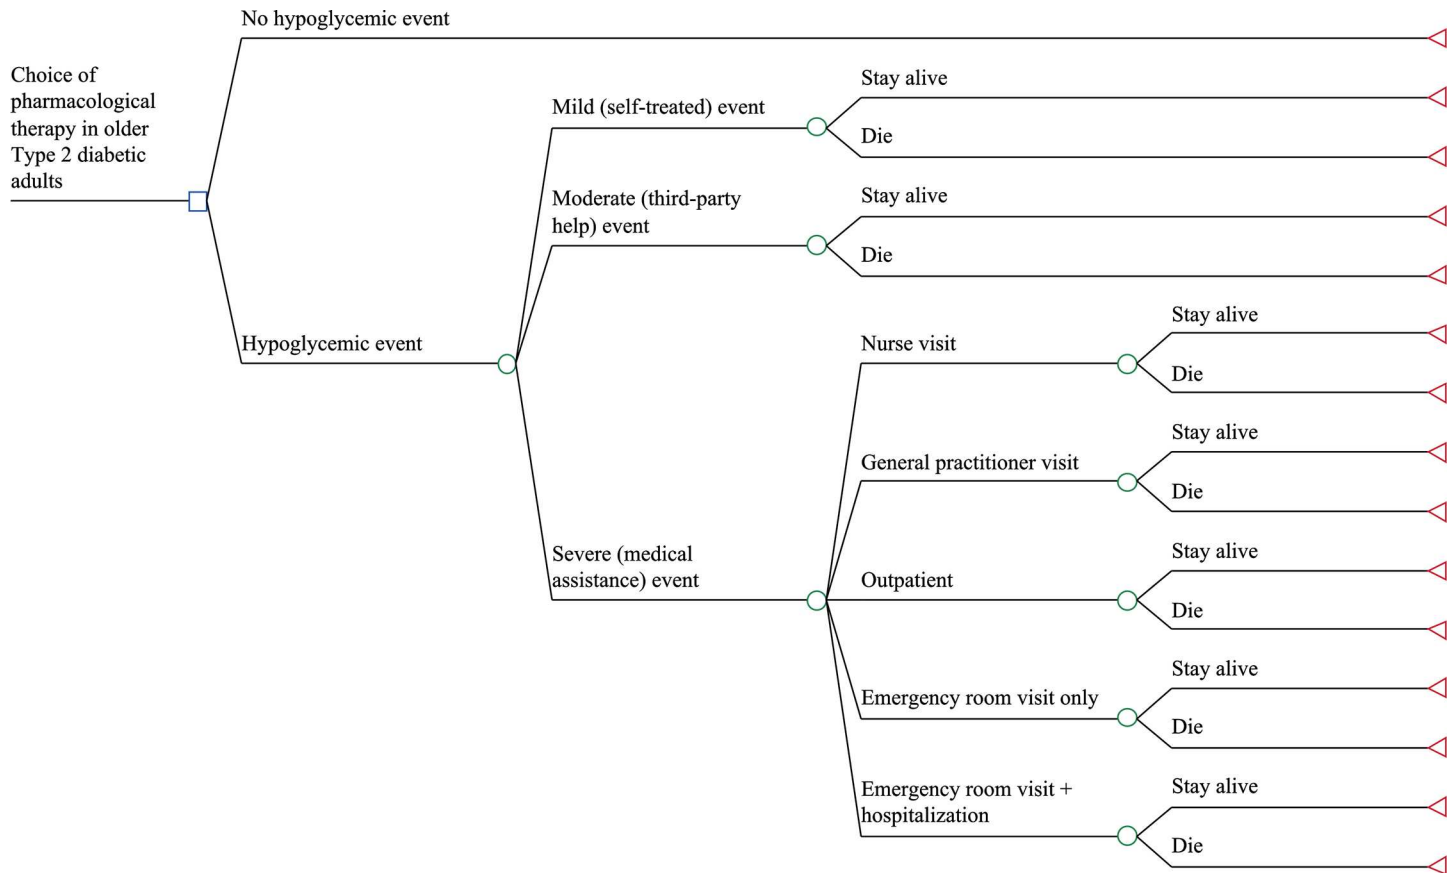 No hypoglycemic event
Choice of
pharmacological
therapy in older
Type 2 diabetic
adults
Stay alive
Mild (self-treated) event
Die
Moderate (third-party
help) event
Stay alive
Die
Hypoglycemic event
Stay alive
Nurse visit
Die
Stay alive
General practitioner visit
Die
Severe (medical
assistance) event
Stay alive
Outpatient
Die
Stay alive
Emergency room visit only
Die
Emergency room visit +
hospitalization
Stay alive
Die